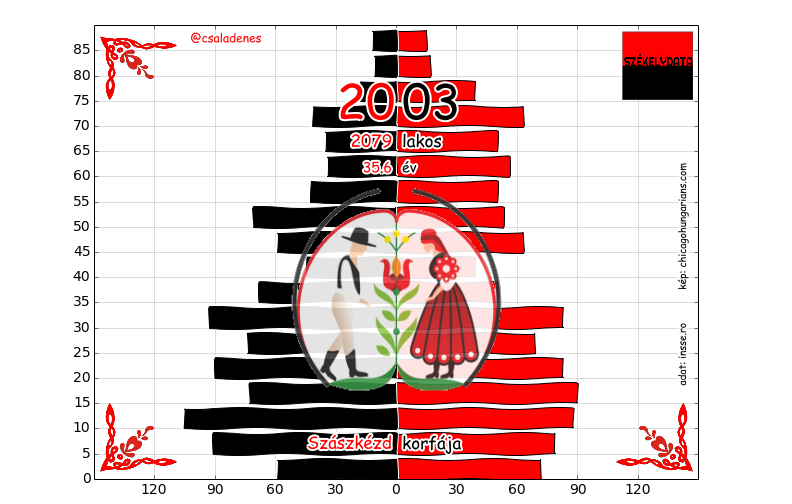 @csaladenes
SZÉKELYDATA
2003
2079 lakos
35.6 év
kép: chicagohungarians.com
adat: insse.ro
Szászkézd korfája
85
80
75
70
65
60
55
50
45
40
35
30
25
20
15
10
5
0
120 90 60 30 0 30 60 90 120